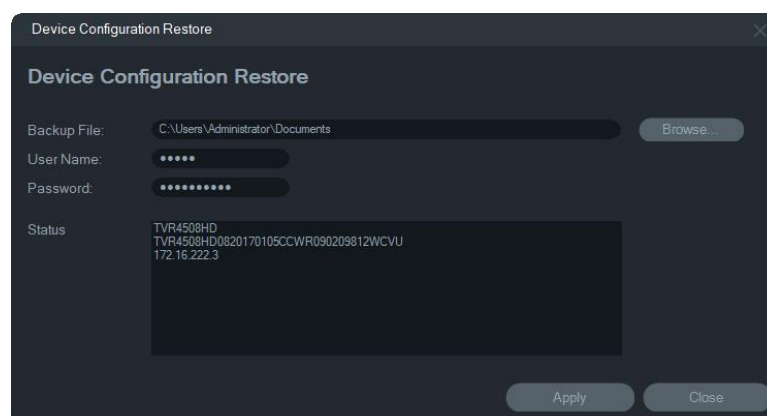 Device Configuration Restore
Device Configuration Restore
Backup File: C:\Users\Administrator\Documents Browse...
User Name: •••••
Password: ••••••••••
Status TVR4508HD
TVR4508HD0820170105CCWR090209812WCVU
172.16.222.3
Apply Close